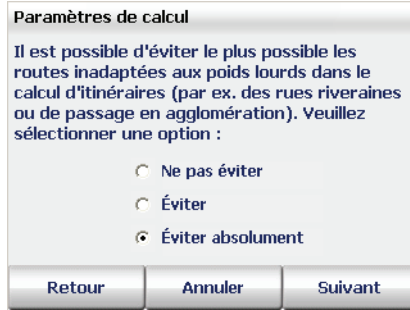 Paramètres de calcul
Il est possible d'éviter le plus possible les
routes inadaptées aux poids lourds dans le
calcul d'itinéraires (par ex. des rues riveraines
ou de passage en agglomération). Veuillez
sélectionner une option :
Ne pas éviter
Éviter
Éviter absolument
Retour Annuler Suivant